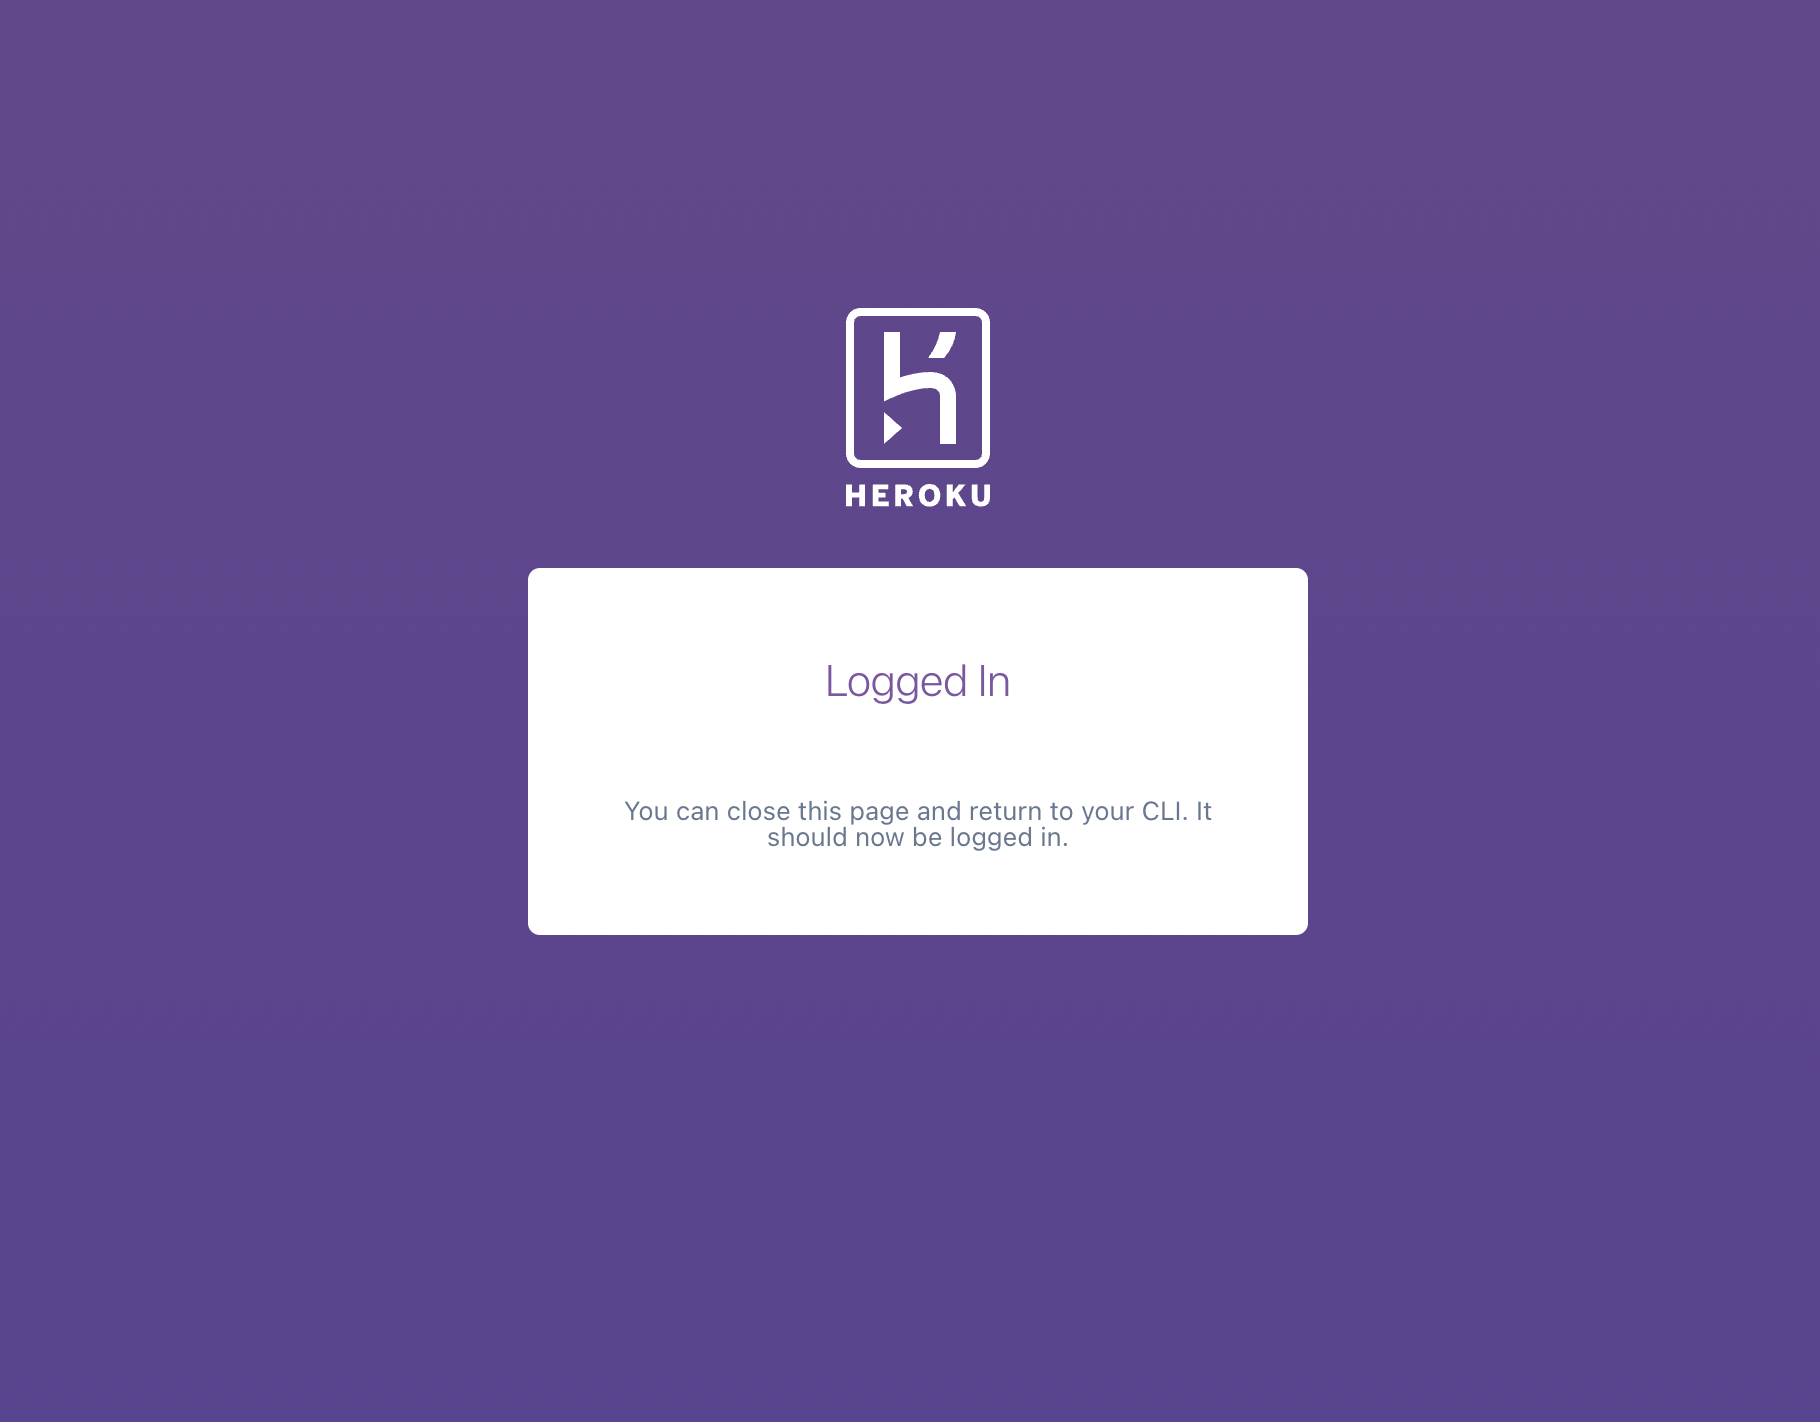 HEROKU
Logged In
You can close this page and return to your CLI. It
should now be logged in.